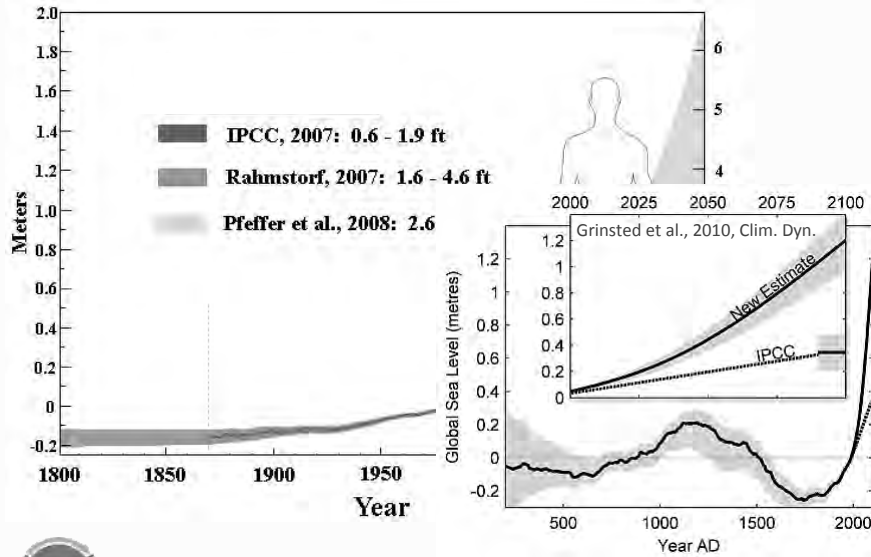 2.0
1.8
1.6
1.4
1.2
1.0
0.8
0.6
0.4
0.2
0
-0.2
Meters
1800
1850
1900
1950
Year
IPCC, 2007: 0.6 - 1.9 ft
Rahmstorf, 2007: 1.6 - 4.6 ft
Pfeffer et al., 2008: 2.6
6
5
4
2000 2025 2050 2075 2100
Grinsted et al., 2010, Clim. Dyn.
1.2
1
0.8
0.6
0.4
0.2
0
New Estimate
IPCC
Global Sea Level (metres)
1.2
1.0
0.8
0.6
0.4
0.2
0
-0.2
500 1000 1500 2000
Year AD